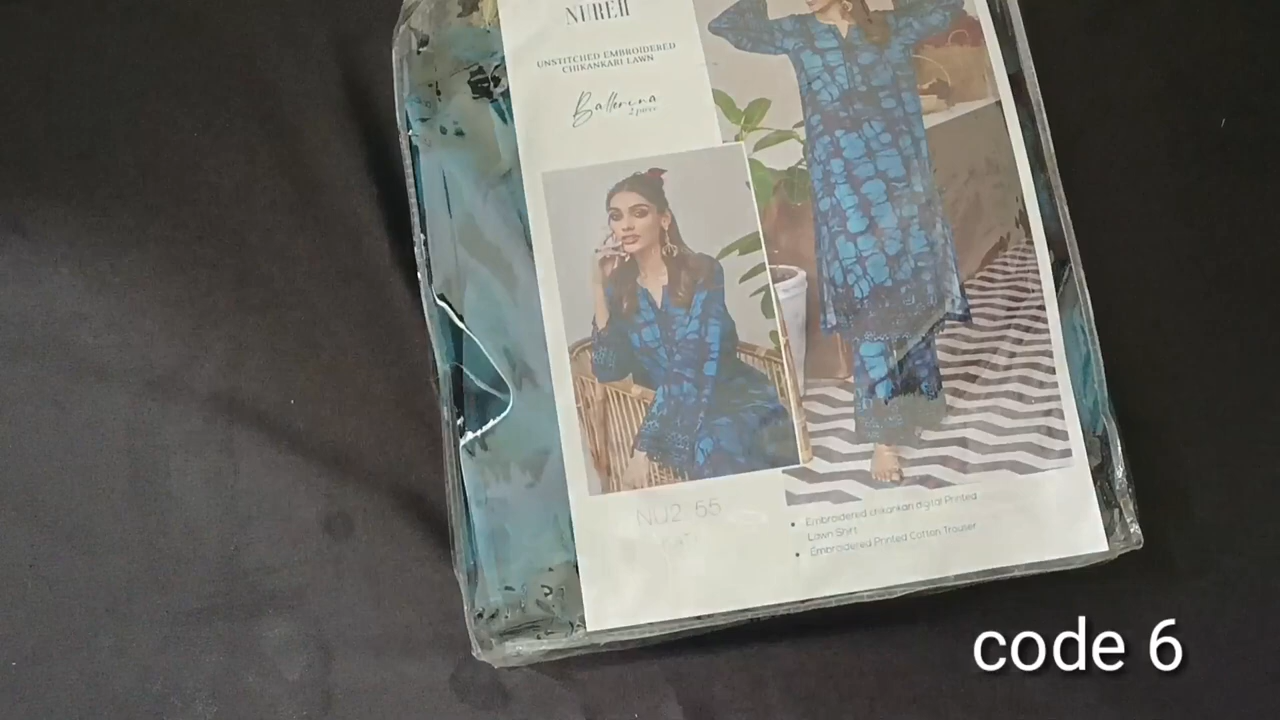 NUREH
UNSTITCHED EMBROIDERED
CHIKANKARI LAWN
Ballerina
2 piece
NU2 55
Embroidered chikankari digital Printed
Lawn Shirt
Embroidered Printed Cotton Trouser
code 6